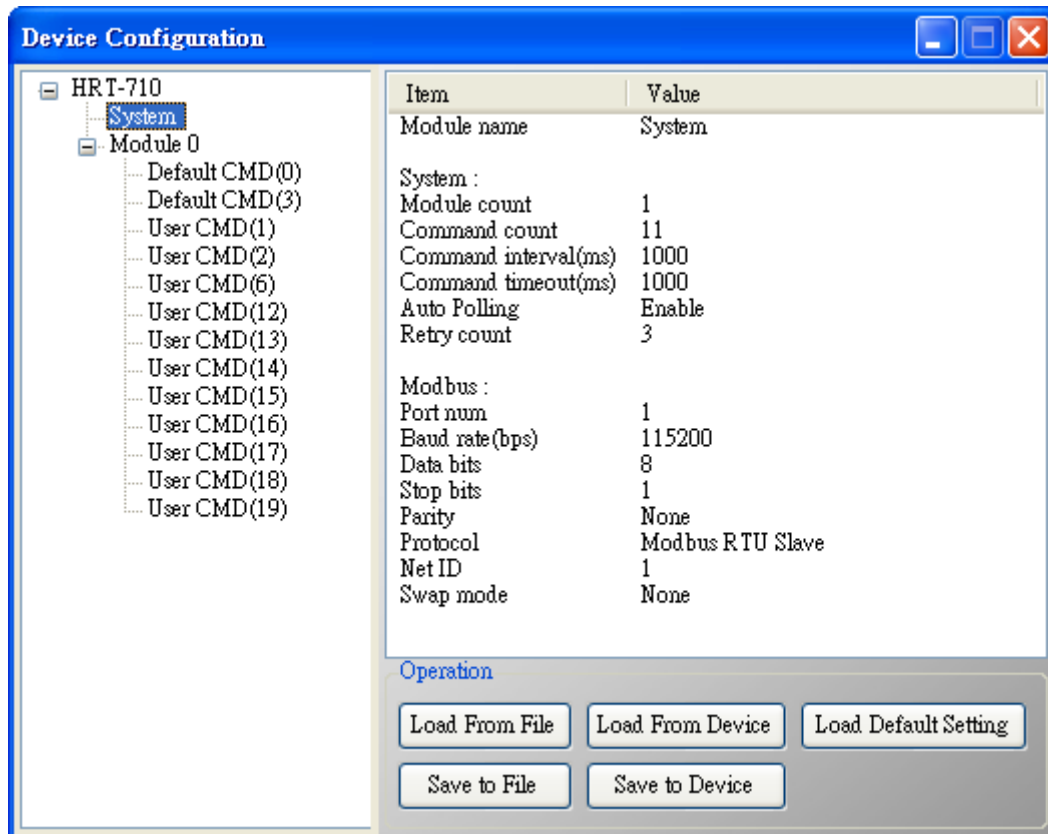 Device Configuration
HRT-710
System
Module 0
Default CMD(0)
Default CMD(3)
User CMD(1)
User CMD(2)
User CMD(6)
User CMD(12)
User CMD(13)
User CMD(14)
User CMD(15)
User CMD(16)
User CMD(17)
User CMD(18)
User CMD(19)
Item Value
Module name System
System :
Module count 1
Command count 11
Command interval(ms) 1000
Command timeout(ms) 1000
Auto Polling Enable
Retry count 3
Modbus :
Port num 1
Baud rate(bps) 115200
Data bits 8
Stop bits 1
Parity None
Protocol Modbus RTU Slave
Net ID 1
Swap mode None
Operation
Load From File Load From Device Load Default Setting
Save to File Save to Device